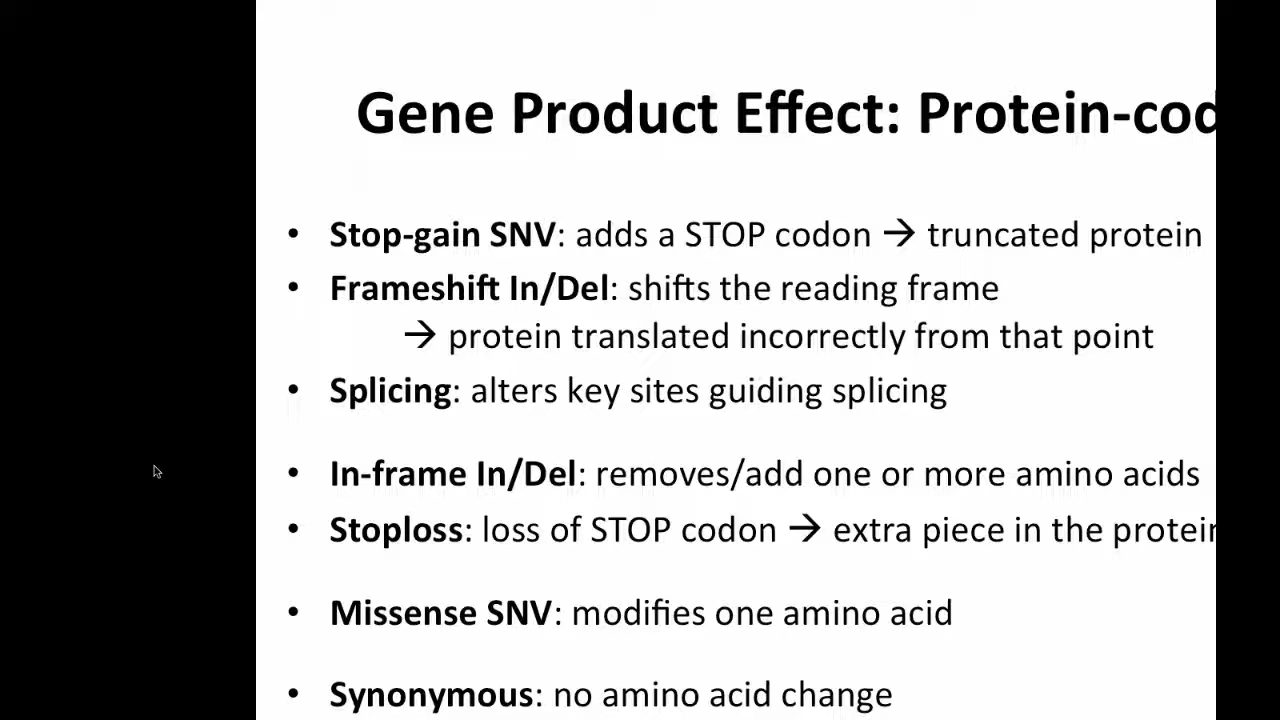 Gene Product Effect: Protein-cod
• Stop-gain SNV: adds a STOP codon → truncated protein
• Frameshift In/Del: shifts the reading frame
→ protein translated incorrectly from that point
• Splicing: alters key sites guiding splicing
• In-frame In/Del: removes/add one or more amino acids
• Stoploss: loss of STOP codon → extra piece in the protein
• Missense SNV: modifies one amino acid
• Synonymous: no amino acid change